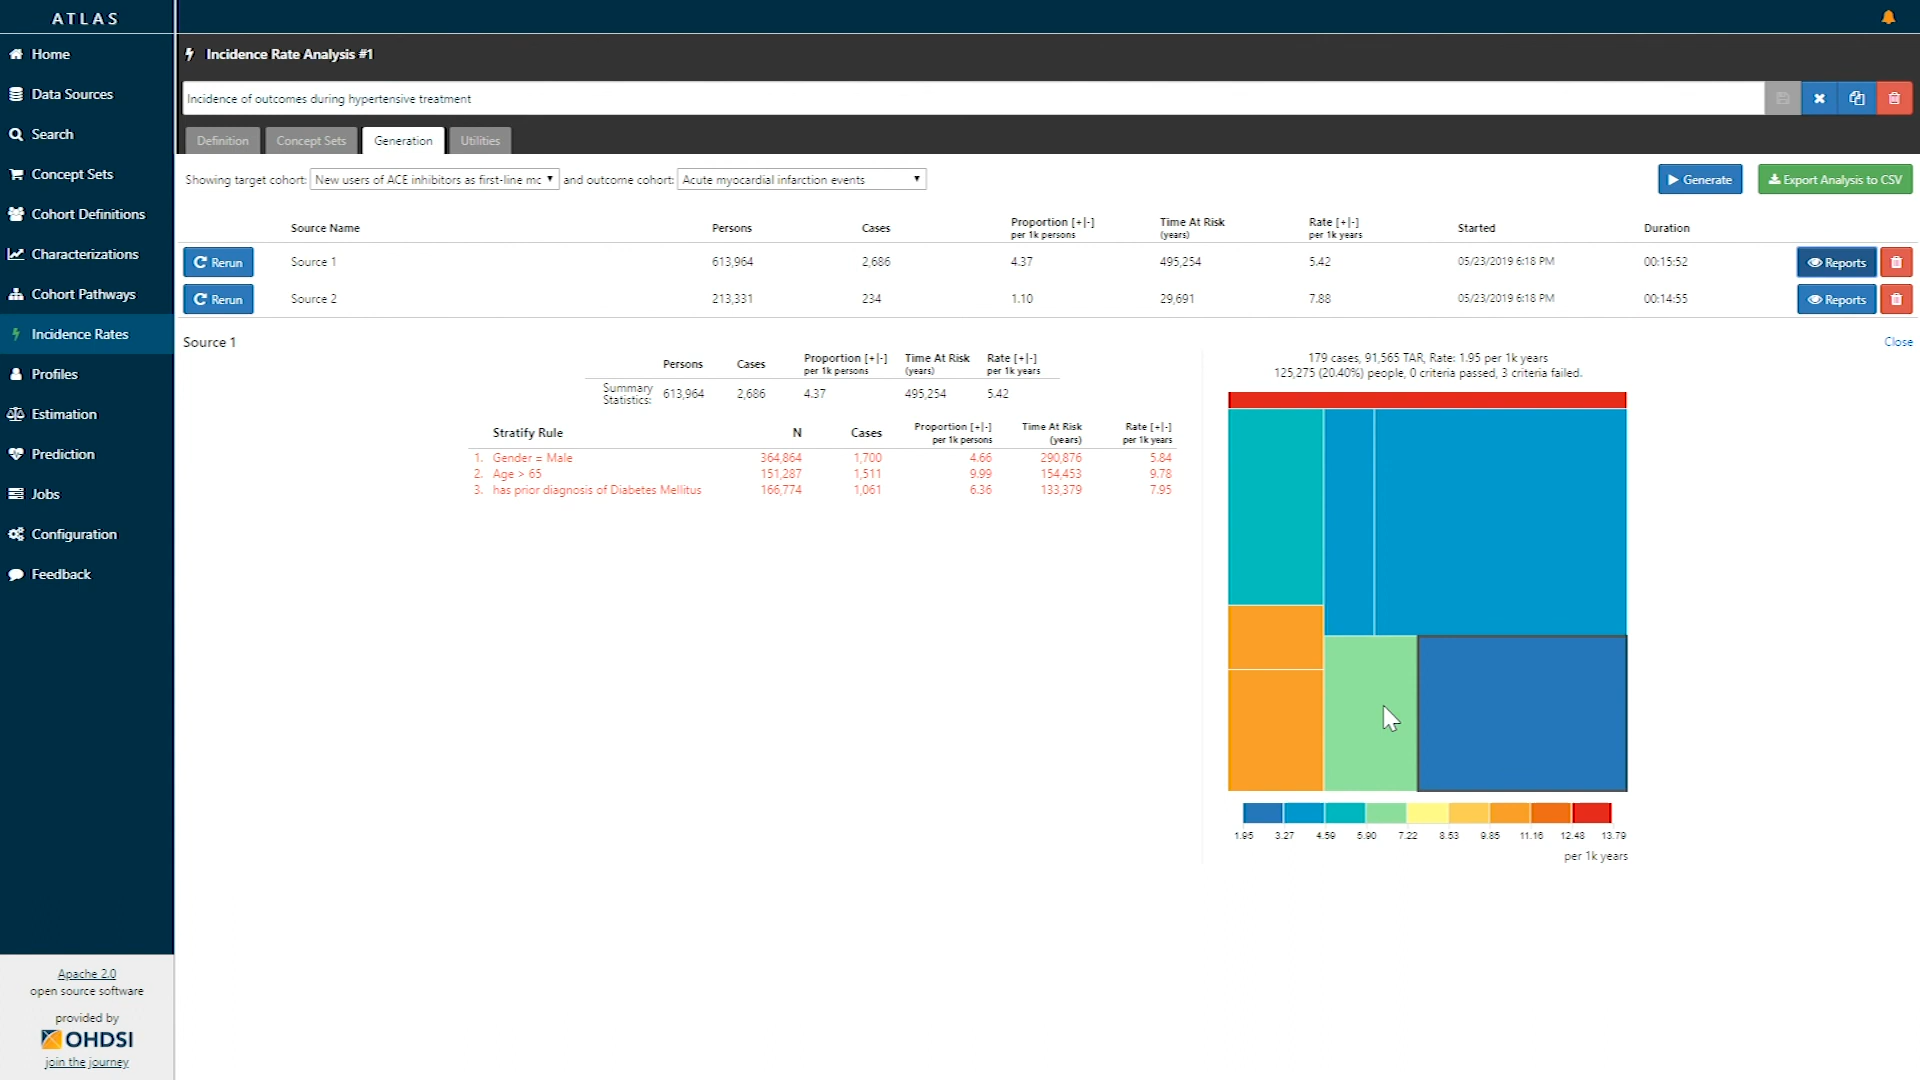 ATLAS
Home
Data Sources
Search
Concept Sets
Cohort Definitions
Characterizations
Cohort Pathways
Incidence Rates
Profiles
Estimation
Prediction
Jobs
Configuration
Feedback
Apache 2.0
open source software
provided by
OHDSI
join the journey
Incidence Rate Analysis #1
Incidence of outcomes during hypertensive treatment
Definition Concept Sets Generation Utilities
Showing target cohort: New users of ACE inhibitors as first-line mc and outcome cohort: Acute myocardial infarction events Generate Export Analysis to CSV
Source Name Persons Cases Proportion [+|-] per 1k persons Time At Risk (years) Rate [+|-] per 1k years Started Duration
Rerun Source 1 613,964 2,686 4.37 495,254 5.42 05/23/2019 6:18 PM 00:15:52 Reports
Rerun Source 2 213,331 234 1.10 29,691 7.88 05/23/2019 6:18 PM 00:14:55 Reports
Source 1 Close
Persons Cases Proportion [+|-] per 1k persons Time At Risk (years) Rate [+|-] per 1k years
Summary Statistics: 613,964 2,686 4.37 495,254 5.42
Stratify Rule N Cases Proportion [+|-] per 1k persons Time At Risk (years) Rate [+|-] per 1k years
1. Gender = Male 364,864 1,700 4.66 290,876 5.84
2. Age > 65 151,287 1,511 9.99 154,453 9.78
3. has prior diagnosis of Diabetes Mellitus 166,774 1,061 6.36 133,379 7.95
179 cases, 91,565 TAR, Rate: 1.95 per 1k years
125,275 (20.40%) people, 0 criteria passed, 3 criteria failed.
1.95 3.27 4.59 5.90 7.22 8.53 9.85 11.16 12.48 13.79
per 1k years